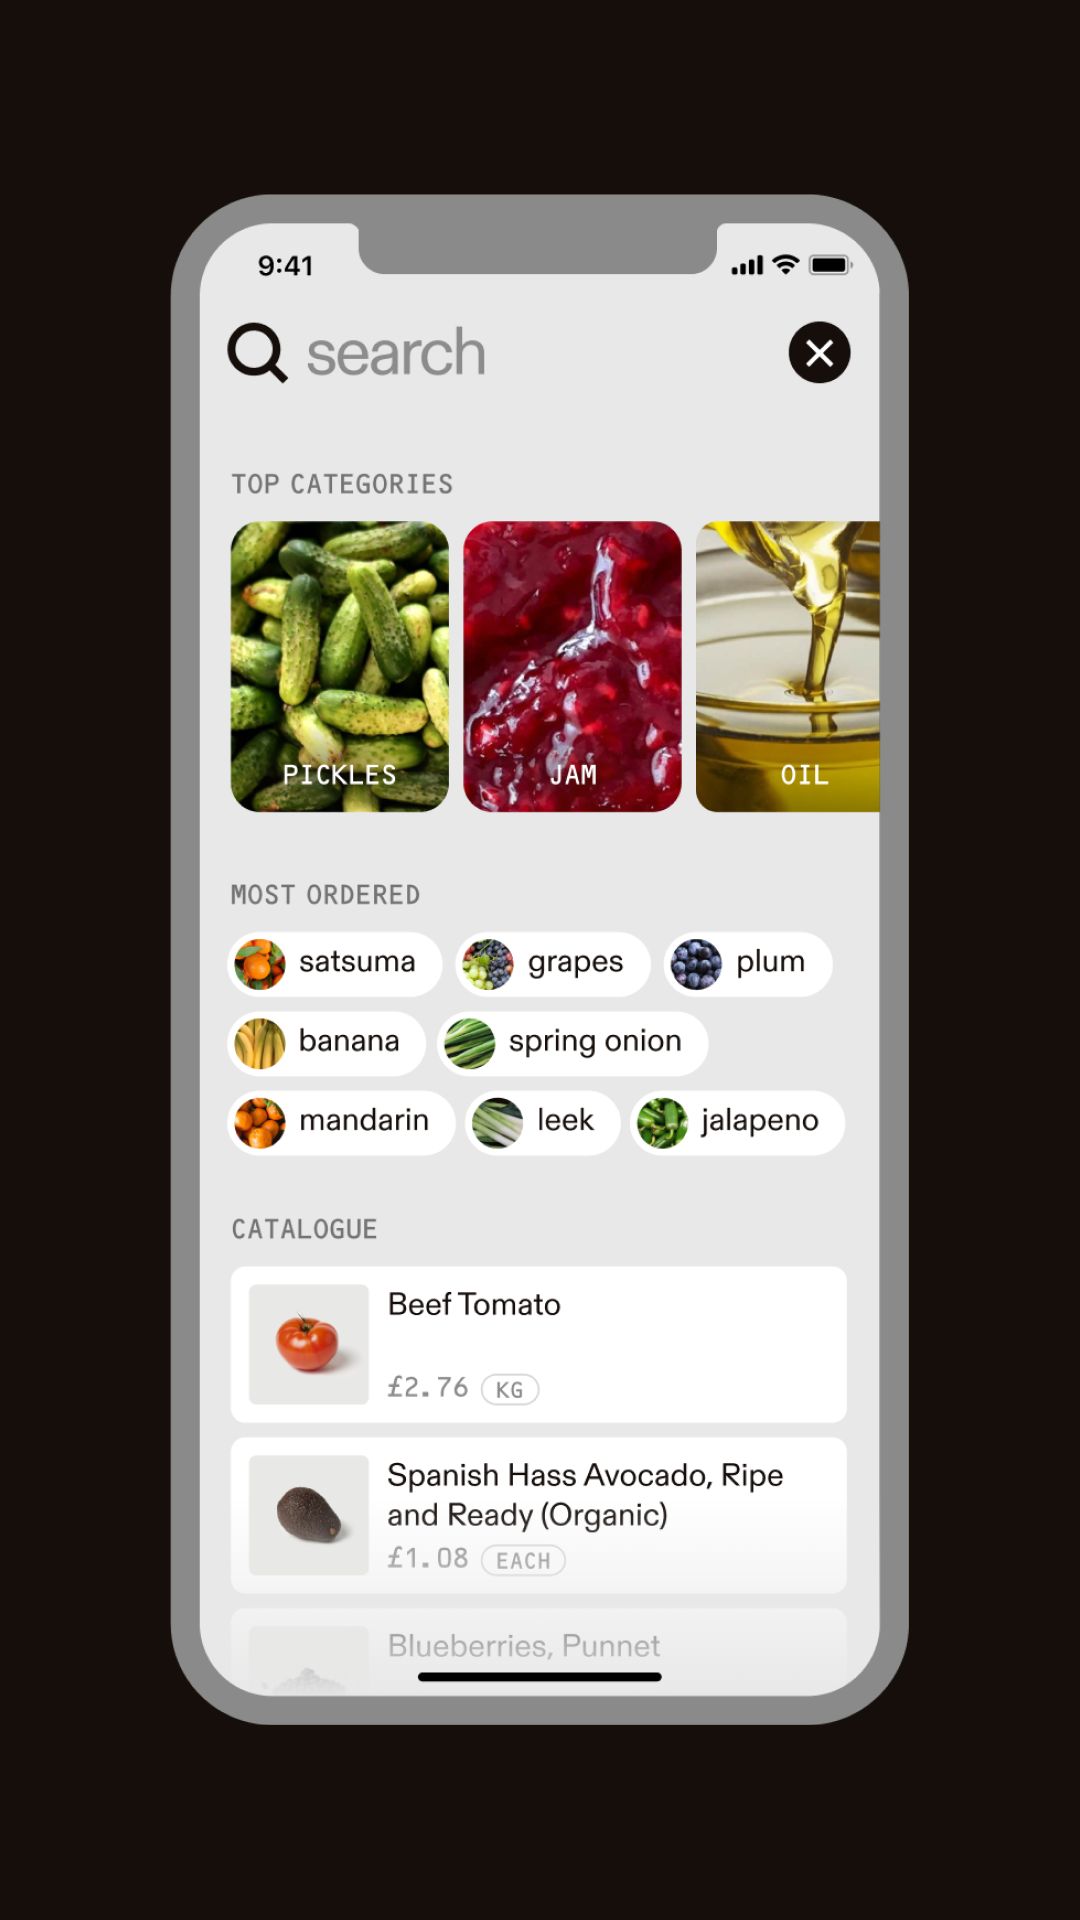 9:41
search
TOP CATEGORIES
PICKLES
JAM
OIL
MOST ORDERED
satsuma
grapes
plum
banana
spring onion
mandarin
leek
jalapeno
CATALOGUE
Beef Tomato
£2.76 KG
Spanish Hass Avocado, Ripe
and Ready (Organic)
£1.08 EACH
Blueberries, Punnet